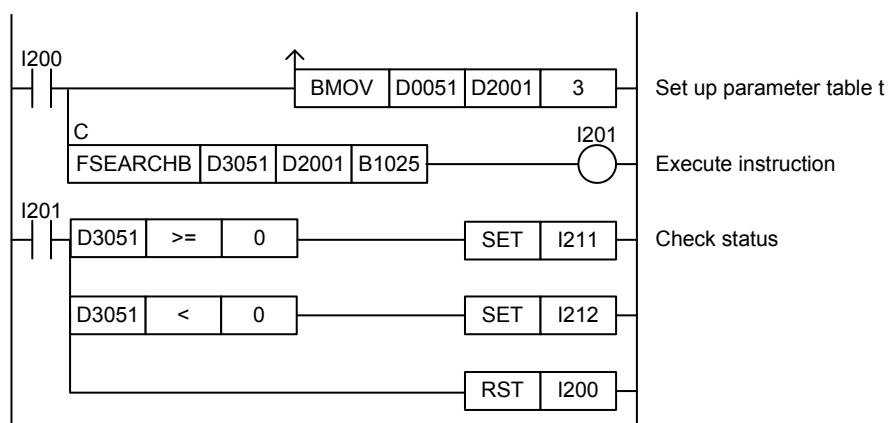 I200
BMOV D0051 D2001 3 Set up parameter table t
C I201
FSEARCHB D3051 D2001 B1025 Execute instruction
I201
D3051 >= 0 SET I211 Check status
D3051 < 0 SET I212
RST I200